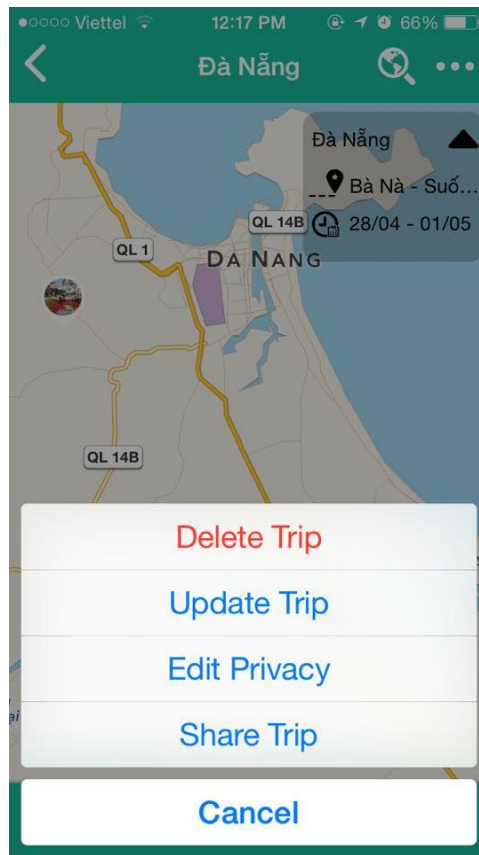 Viettel 12:17 PM 66%
Đà Nẵng
Đà Nẵng
Bà Nà - Suố...
28/04 - 01/05
QL 14B
QL 1
DA NANG
QL 14B
Delete Trip
Update Trip
Edit Privacy
Share Trip
Cancel